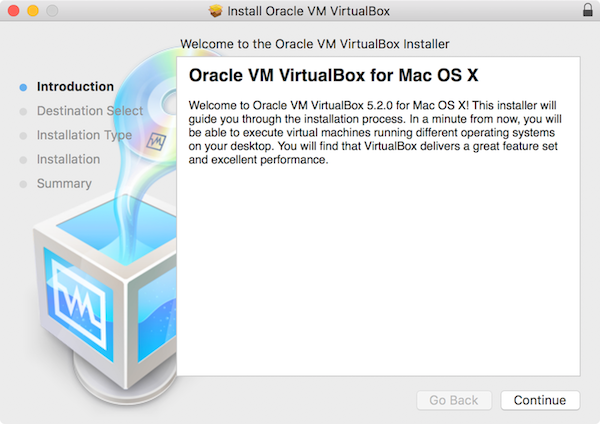 Install Oracle VM VirtualBox
Welcome to the Oracle VM VirtualBox Installer
Introduction
Destination Select
Installation Type
Installation
Summary
Oracle VM VirtualBox for Mac OS X
Welcome to Oracle VM VirtualBox 5.2.0 for Mac OS X! This installer will
guide you through the installation process. In a minute from now, you will
be able to execute virtual machines running different operating systems
on your desktop. You will find that VirtualBox delivers a great feature set
and excellent performance.
VM
Go Back
Continue